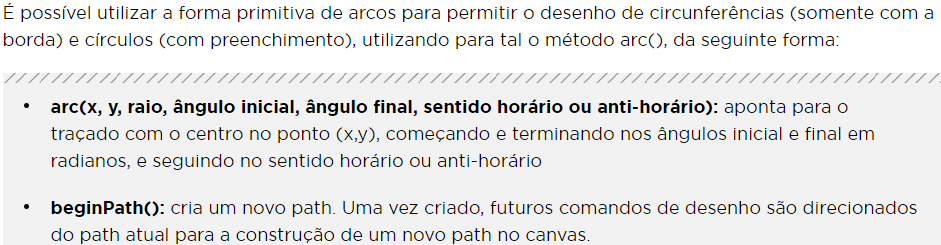 É possível utilizar a forma primitiva de arcos para permitir o desenho de circunferências (somente com a
borda) e círculos (com preenchimento), utilizando para tal o método arc(), da seguinte forma:
• arc(x, y, raio, ângulo inicial, ângulo final, sentido horário ou anti-horário): aponta para o
traçado com o centro no ponto (x,y), começando e terminando nos ângulos inicial e final em
radianos, e seguindo no sentido horário ou anti-horário
• beginPath(): cria um novo path. Uma vez criado, futuros comandos de desenho são direcionados
do path atual para a construção de um novo path no canvas.